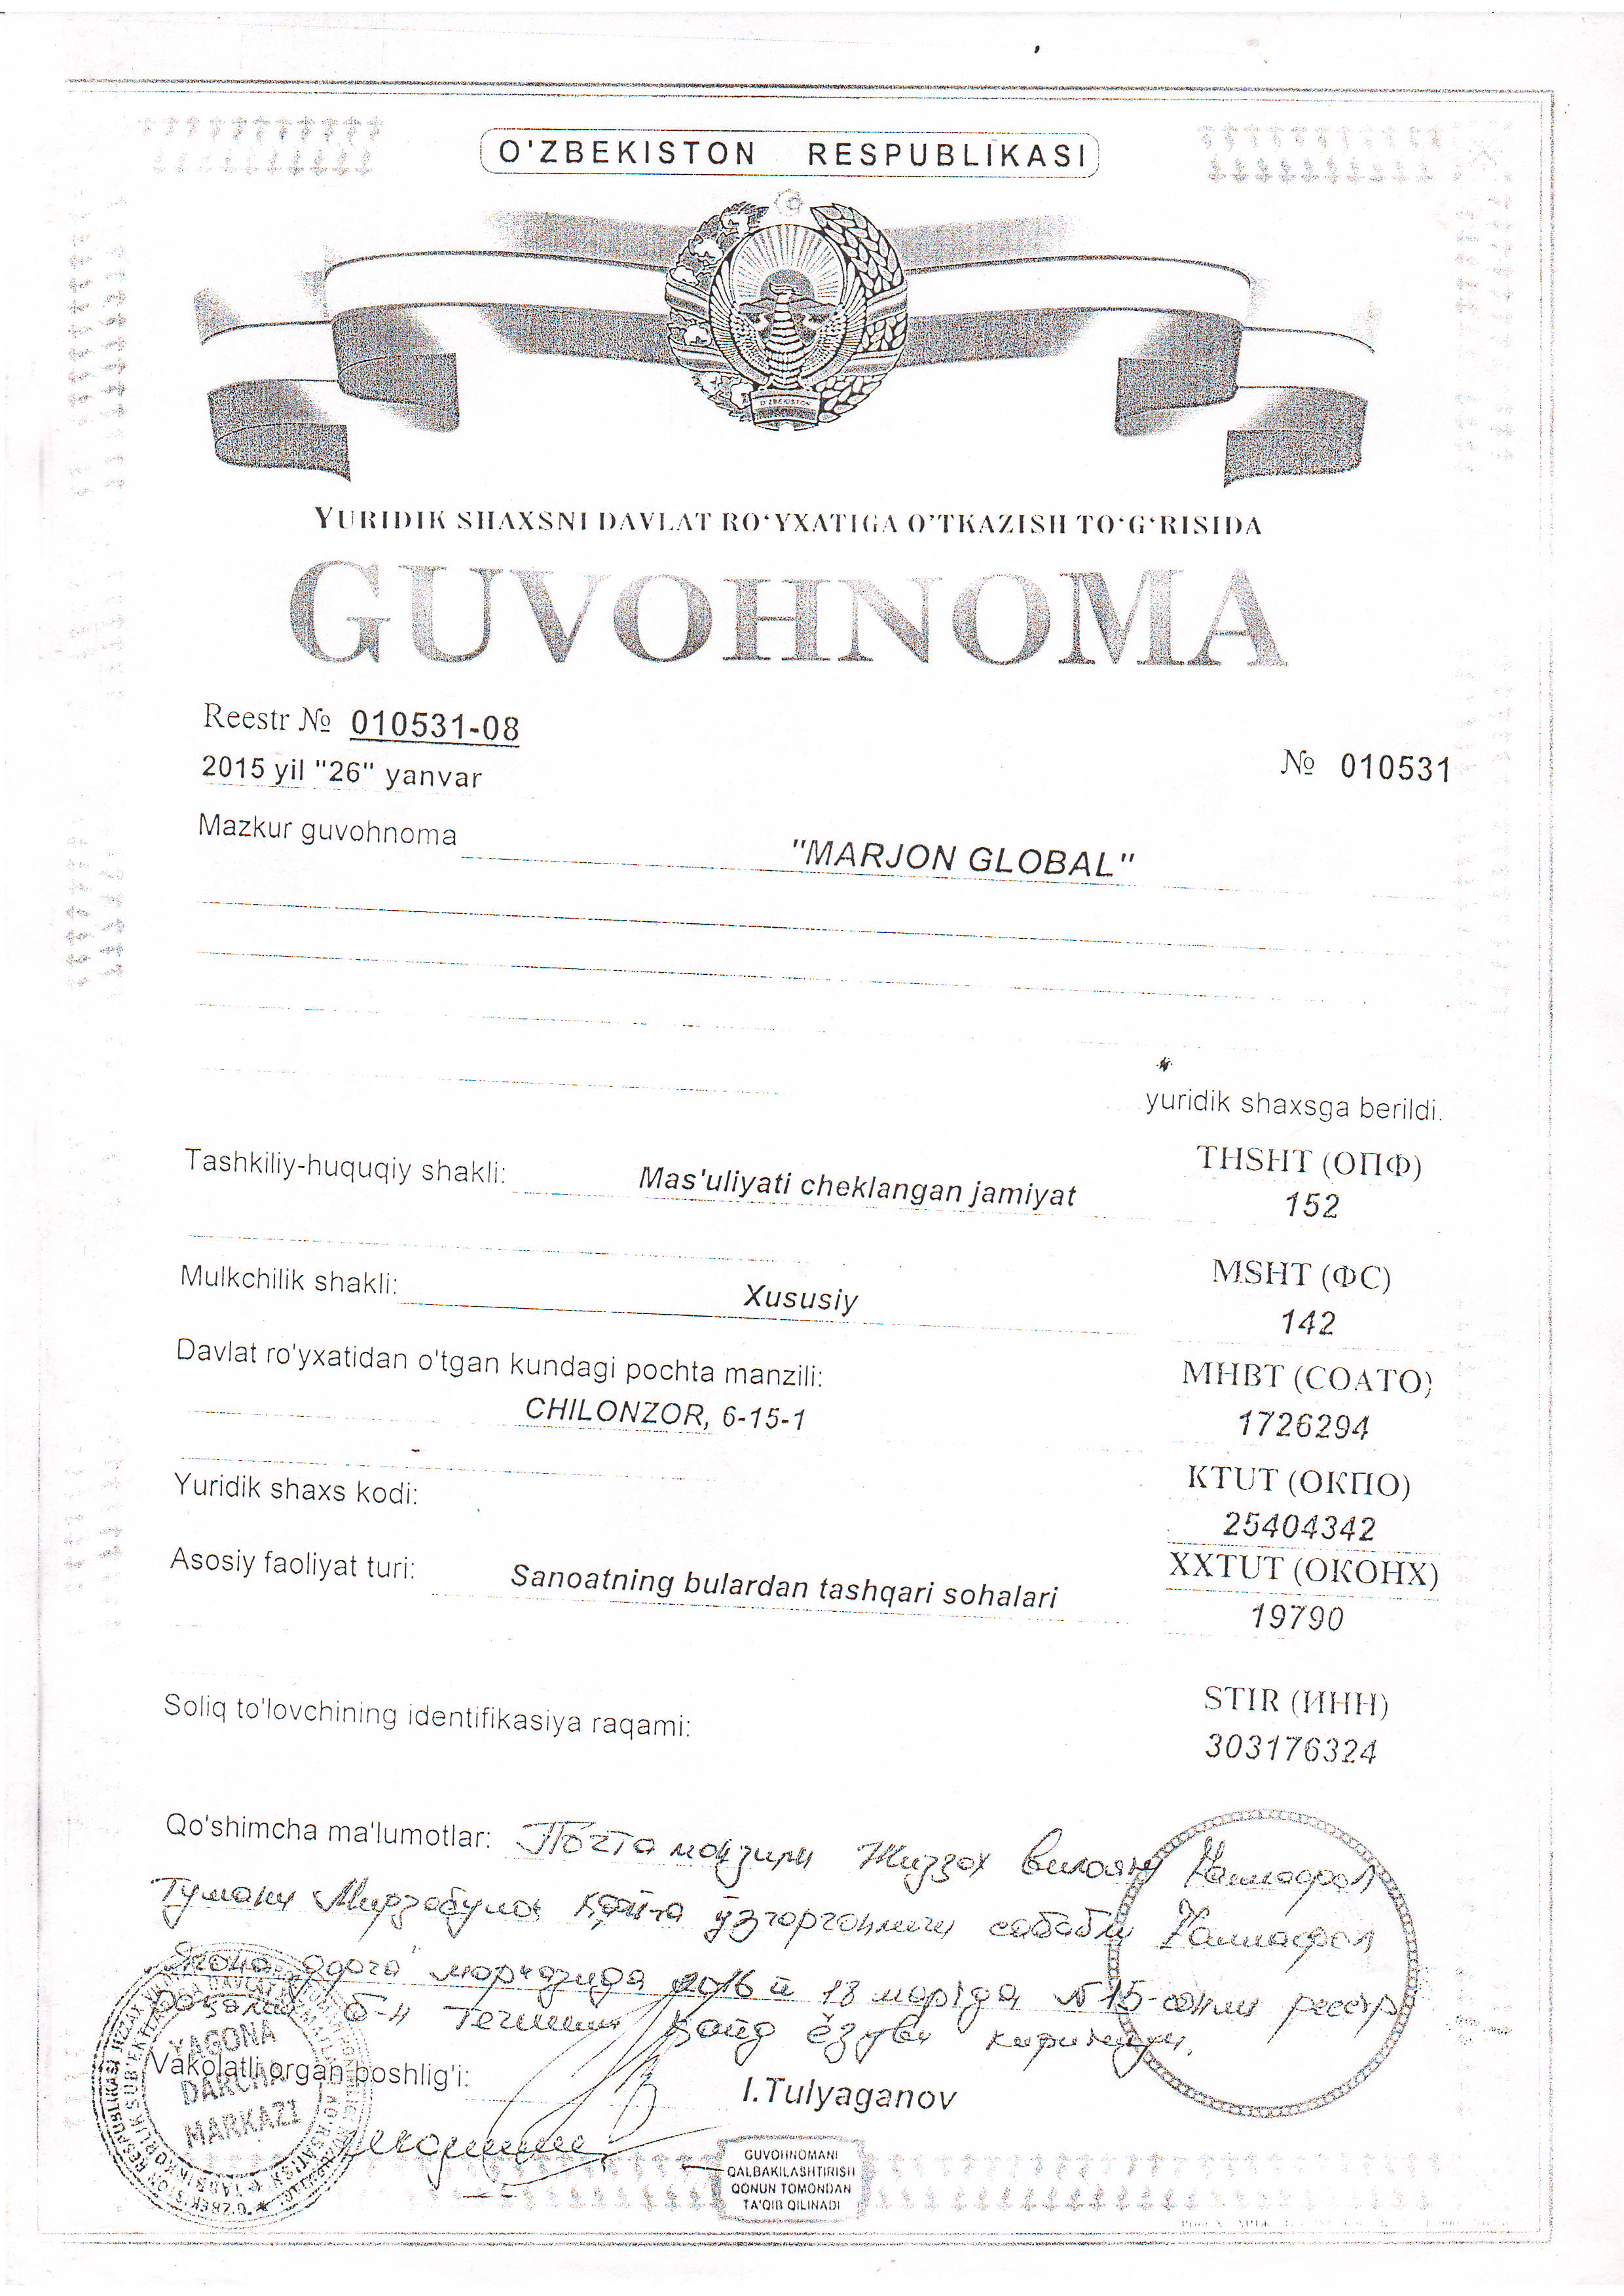 O'ZBEKISTON RESPUBLIKASI
O'ZBEKISTON
YURIDIK SHAXSNI DAVLAT RO'YXATIGA O'TKAZISH TO'G'RISIDA
GUVOHNOMA
Reestr № 010531-08
2015 yil "26" yanvar
№ 010531
Mazkur guvohnoma "MARJON GLOBAL"
yuridik shaxsga berildi.
Tashkiliy-huquqiy shakli: Mas'uliyati cheklangan jamiyat
THSHT (ОПФ)
152
Mulkchilik shakli: Xususiy
MSHT (ФС)
142
Davlat ro'yxatidan o'tgan kundagi pochta manzili:
CHILONZOR, 6-15-1
MHBT (СОАТО)
1726294
Yuridik shaxs kodi:
KTUT (ОКПО)
25404342
Asosiy faoliyat turi: Sanoatning bulardan tashqari sohalari
XXTUT (ОКОНХ)
19790
Soliq to'lovchining identifikasiya raqami:
STIR (ИНН)
303176324
Qo'shimcha ma'lumotlar: Почта манзили Жиззах вилояти
Тумани Мирзабулоқ ўзгарганлиги сабабли
Ягона дарча марказида 2016 й 18 мартда №15-сонли реестр
рақами б-н тегишли қайд ёзуви киритилди.
Vakolatli organ boshlig'i: I.Tulyaganov
YAGONA
DARCHA
MARKAZI
GUVOHNOMANI
QALBAKILASHTIRISH
QONUN TOMONDAN
TA'QIB QILINADI